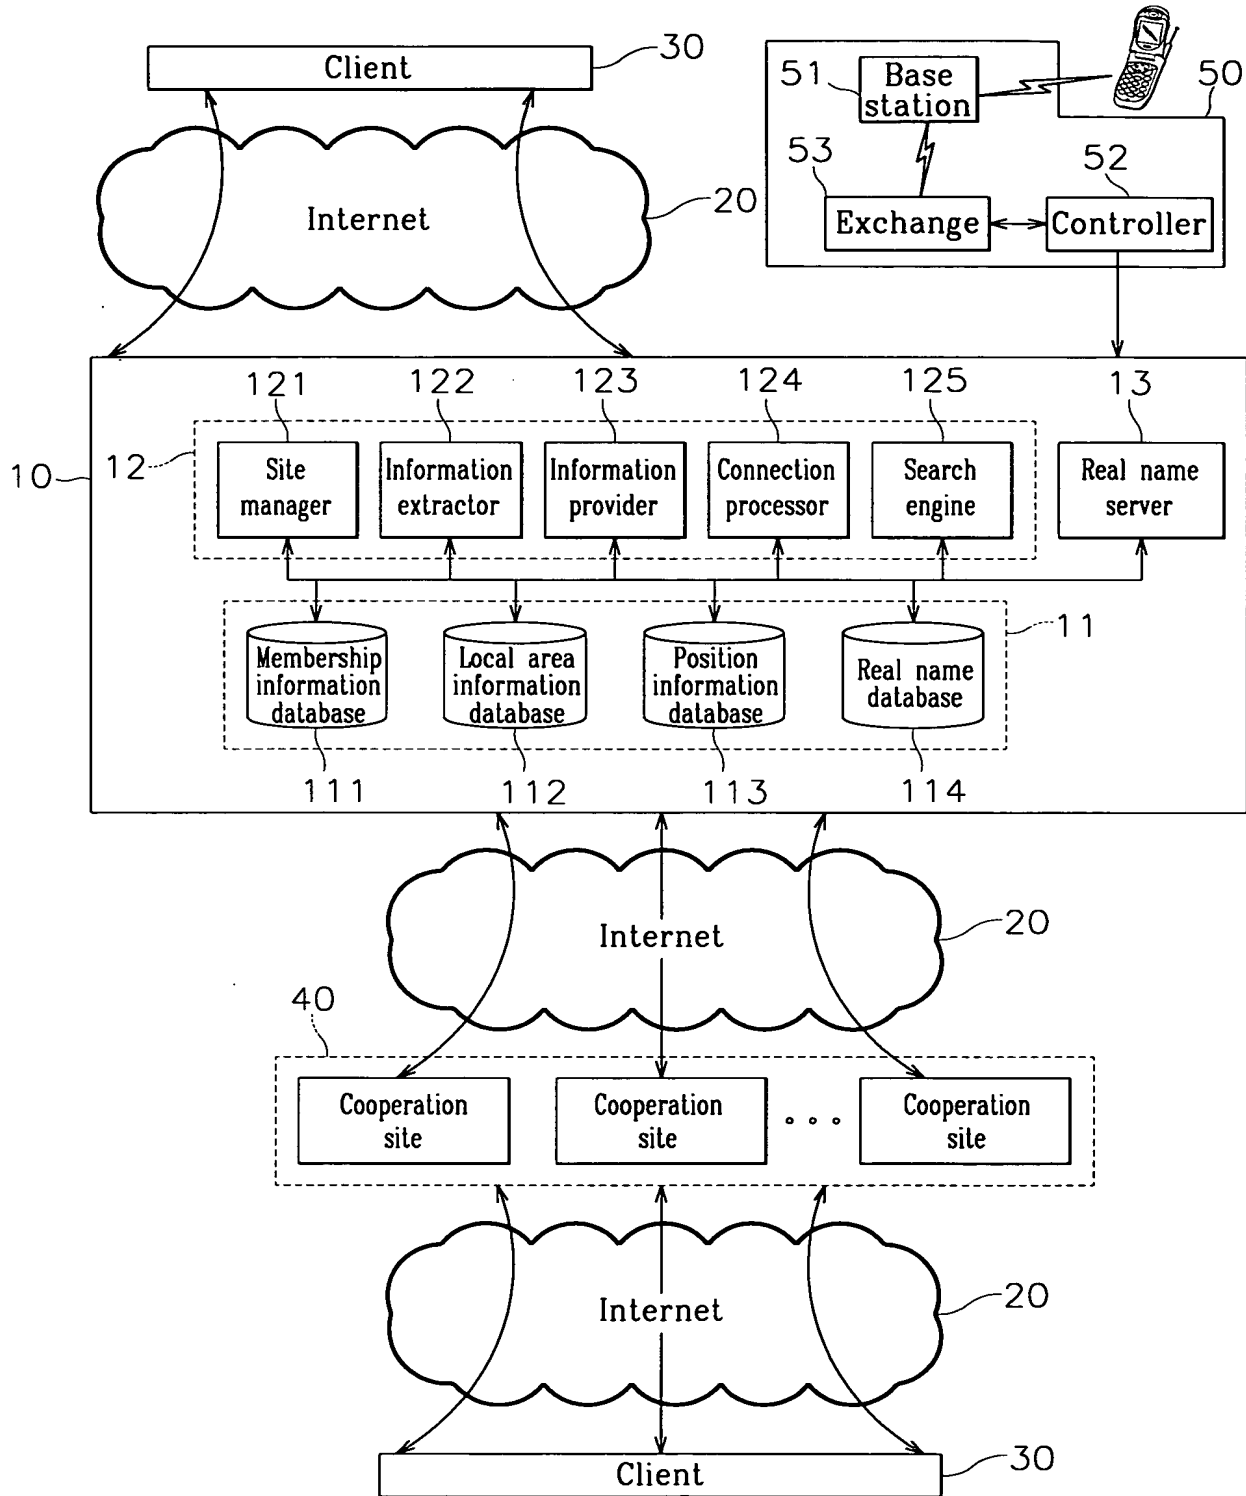 Client
30
51
Base
station
50
53
52
Exchange
Controller
Internet
20
121
122
123
124
125
13
10
12
Site
manager
Information
extractor
Information
provider
Connection
processor
Search
engine
Real name
server
11
Membership
information
database
Local area
information
database
Position
information
database
Real name
database
111
112
113
114
Internet
20
40
Cooperation
site
Cooperation
site
Cooperation
site
Internet
20
Client
30